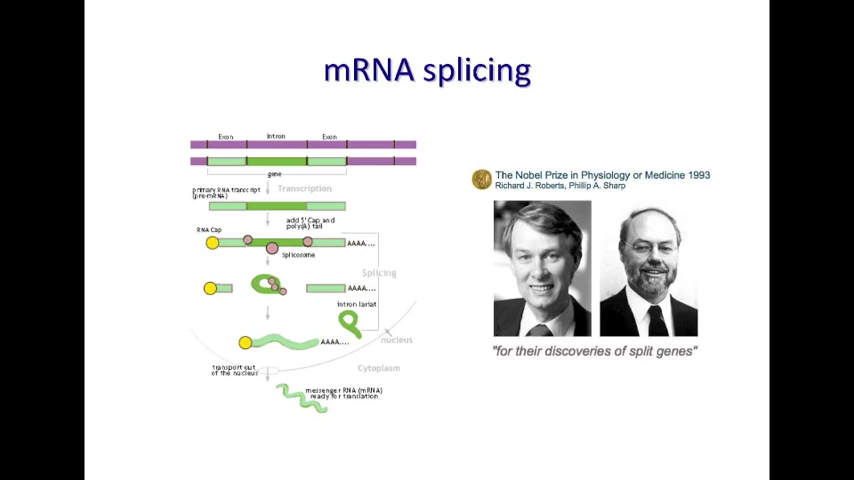 mRNA splicing
Exon Intron Exon
gene
Transcription
primary RNA transcript
(pre-mRNA)
add 5' Cap and
poly(A) tail
RNA Cap
AAAA....
Spliosome
Splicing
AAAA....
intron lariat
AAAA....
nucleus
transport out
of the nucleus
Cytoplasm
messenger RNA (mRNA)
ready for translation
The Nobel Prize in Physiology or Medicine 1993
Richard J. Roberts, Phillip A. Sharp
"for their discoveries of split genes"